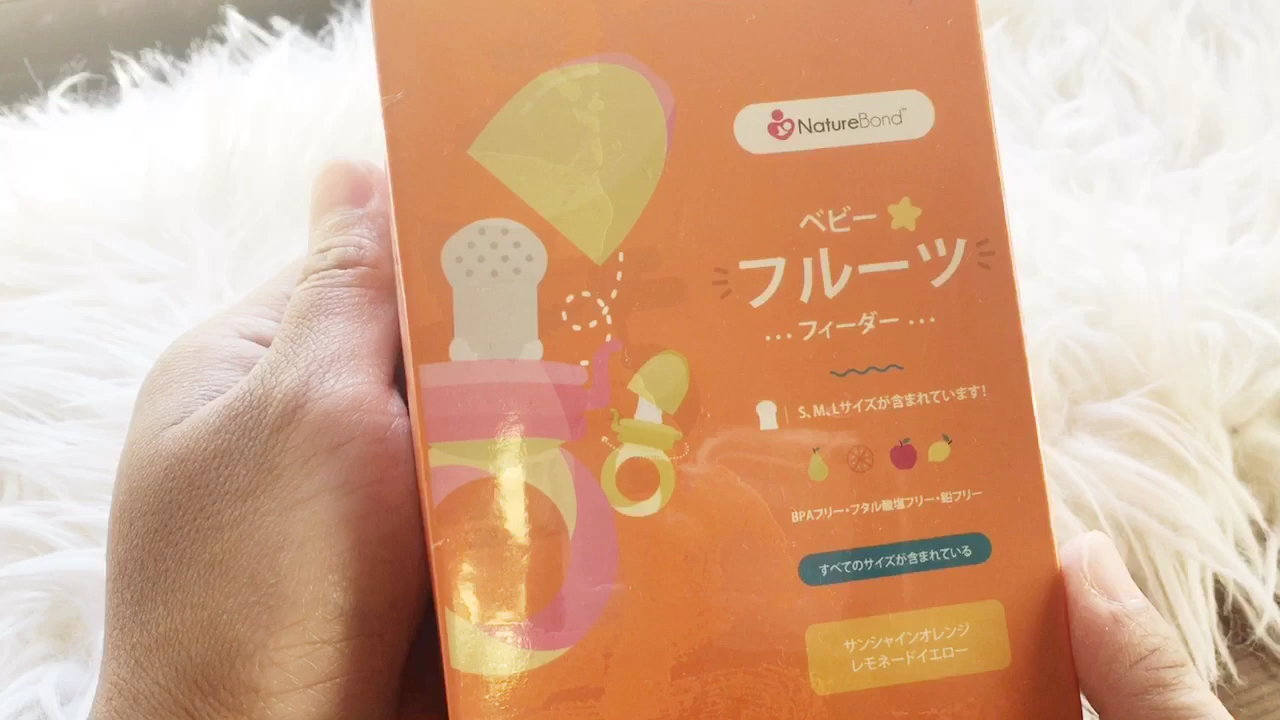 NatureBond™
ベビー
フルーツ
...フィーダー...
S、M、Lサイズが含まれています!
BPAフリー・フタル酸塩フリー・鉛フリー
すべてのサイズが含まれている
サンシャインオレンジ
レモネードイエロー